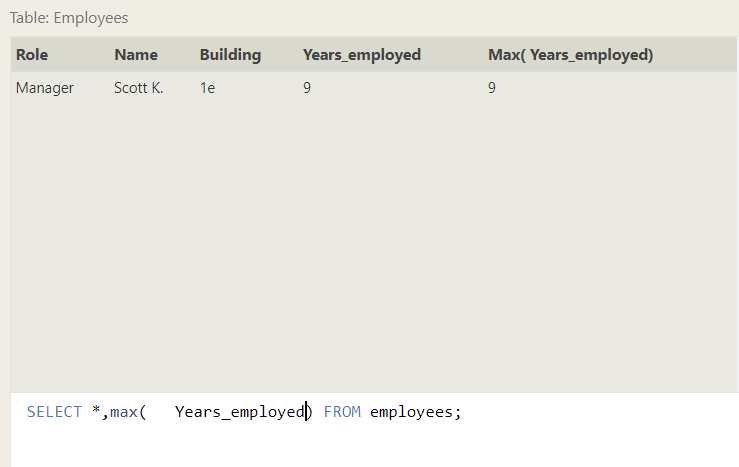 Table: Employees
Role Name Building Years_employed Max( Years_employed)
Manager Scott K. 1e 9 9
SELECT *,max(   Years_employed) FROM employees;